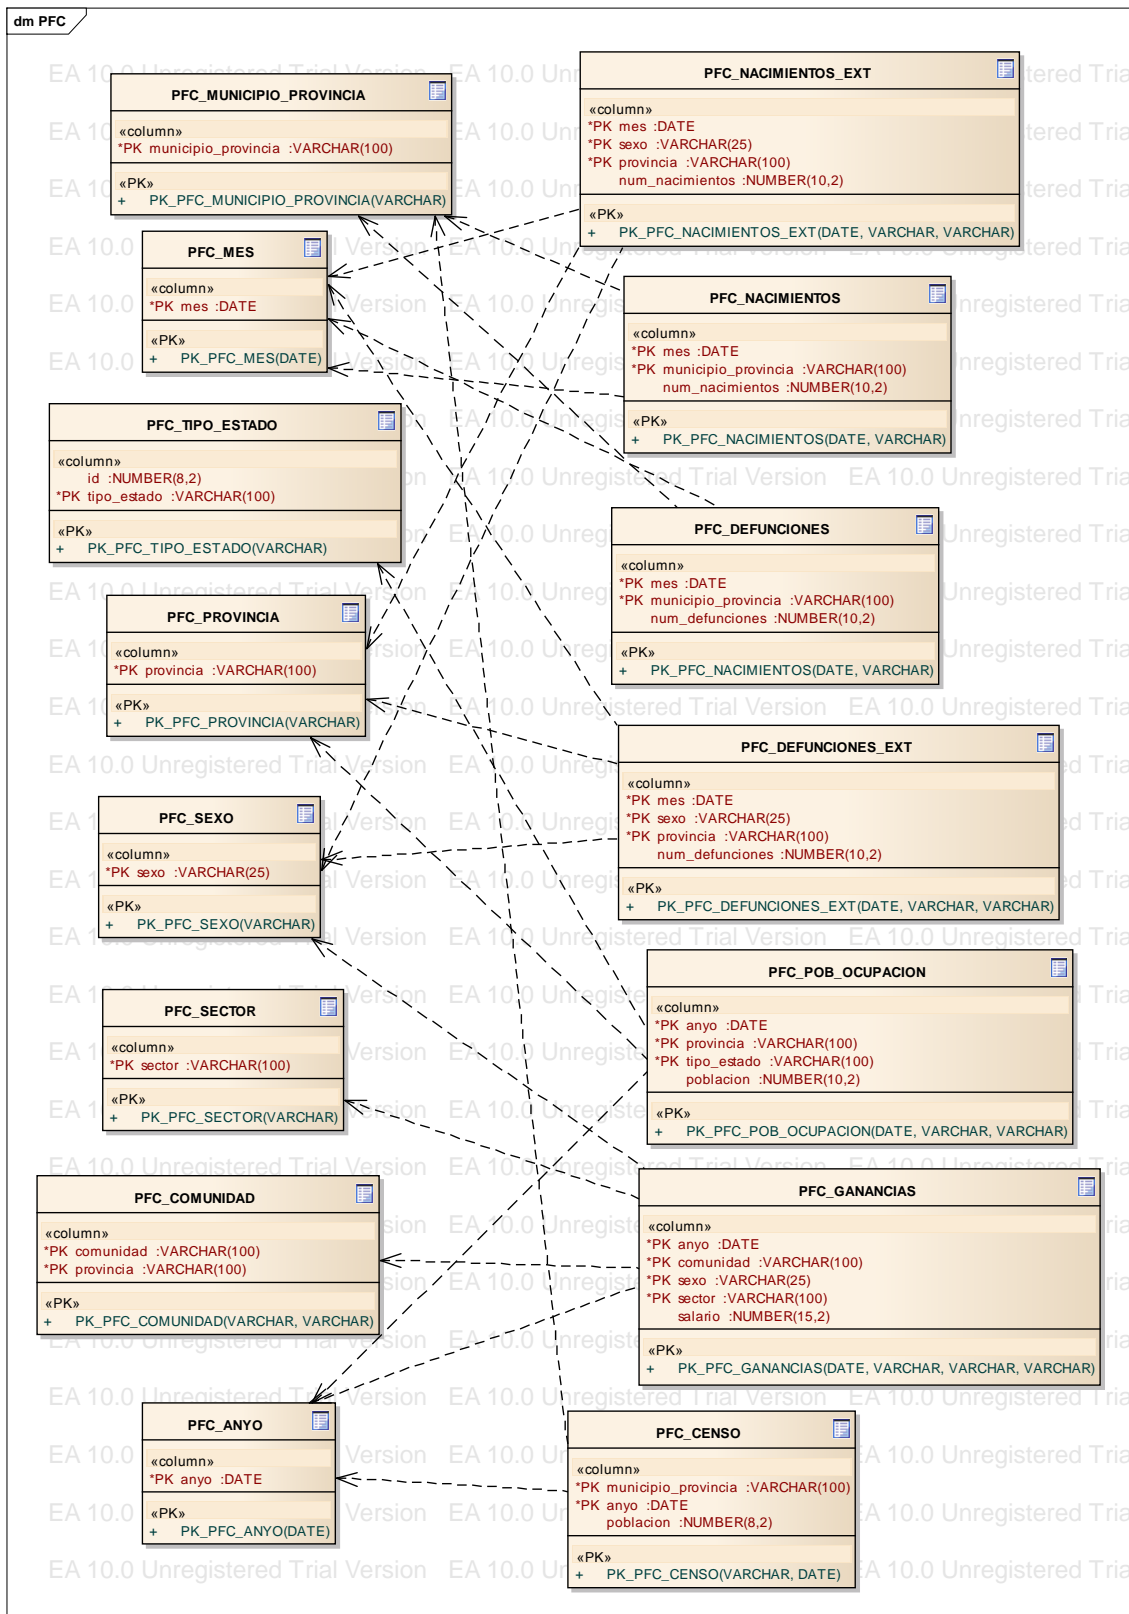 dm PFC
PFC_MUNICIPIO_PROVINCIA
«column»
*PK municipio_provincia :VARCHAR(100)
«PK»
+ PK_PFC_MUNICIPIO_PROVINCIA(VARCHAR)
PFC_MES
«column»
*PK mes :DATE
«PK»
+ PK_PFC_MES(DATE)
PFC_TIPO_ESTADO
«column»
id :NUMBER(8,2)
*PK tipo_estado :VARCHAR(100)
«PK»
+ PK_PFC_TIPO_ESTADO(VARCHAR)
PFC_PROVINCIA
«column»
*PK provincia :VARCHAR(100)
«PK»
+ PK_PFC_PROVINCIA(VARCHAR)
PFC_SEXO
«column»
*PK sexo :VARCHAR(25)
«PK»
+ PK_PFC_SEXO(VARCHAR)
PFC_SECTOR
«column»
*PK sector :VARCHAR(100)
«PK»
+ PK_PFC_SECTOR(VARCHAR)
PFC_COMUNIDAD
«column»
*PK comunidad :VARCHAR(100)
*PK provincia :VARCHAR(100)
«PK»
+ PK_PFC_COMUNIDAD(VARCHAR, VARCHAR)
PFC_ANYO
«column»
*PK anyo :DATE
«PK»
+ PK_PFC_ANYO(DATE)
PFC_NACIMIENTOS_EXT
«column»
*PK mes :DATE
*PK sexo :VARCHAR(25)
*PK provincia :VARCHAR(100)
num_nacimientos :NUMBER(10,2)
«PK»
+ PK_PFC_NACIMIENTOS_EXT(DATE, VARCHAR, VARCHAR)
PFC_NACIMIENTOS
«column»
*PK mes :DATE
*PK municipio_provincia :VARCHAR(100)
num_nacimientos :NUMBER(10,2)
«PK»
+ PK_PFC_NACIMIENTOS(DATE, VARCHAR)
PFC_DEFUNCIONES
«column»
*PK mes :DATE
*PK municipio_provincia :VARCHAR(100)
num_defunciones :NUMBER(10,2)
«PK»
+ PK_PFC_NACIMIENTOS(DATE, VARCHAR)
PFC_DEFUNCIONES_EXT
«column»
*PK mes :DATE
*PK sexo :VARCHAR(25)
*PK provincia :VARCHAR(100)
num_defunciones :NUMBER(10,2)
«PK»
+ PK_PFC_DEFUNCIONES_EXT(DATE, VARCHAR, VARCHAR)
PFC_POB_OCUPACION
«column»
*PK anyo :DATE
*PK provincia :VARCHAR(100)
*PK tipo_estado :VARCHAR(100)
poblacion :NUMBER(10,2)
«PK»
+ PK_PFC_POB_OCUPACION(DATE, VARCHAR, VARCHAR)
PFC_GANANCIAS
«column»
*PK anyo :DATE
*PK comunidad :VARCHAR(100)
*PK sexo :VARCHAR(25)
*PK sector :VARCHAR(100)
salario :NUMBER(15,2)
«PK»
+ PK_PFC_GANANCIAS(DATE, VARCHAR, VARCHAR, VARCHAR)
PFC_CENSO
«column»
*PK municipio_provincia :VARCHAR(100)
*PK anyo :DATE
poblacion :NUMBER(8,2)
«PK»
+ PK_PFC_CENSO(VARCHAR, DATE)
EA 10.0 Unregistered Trial Version